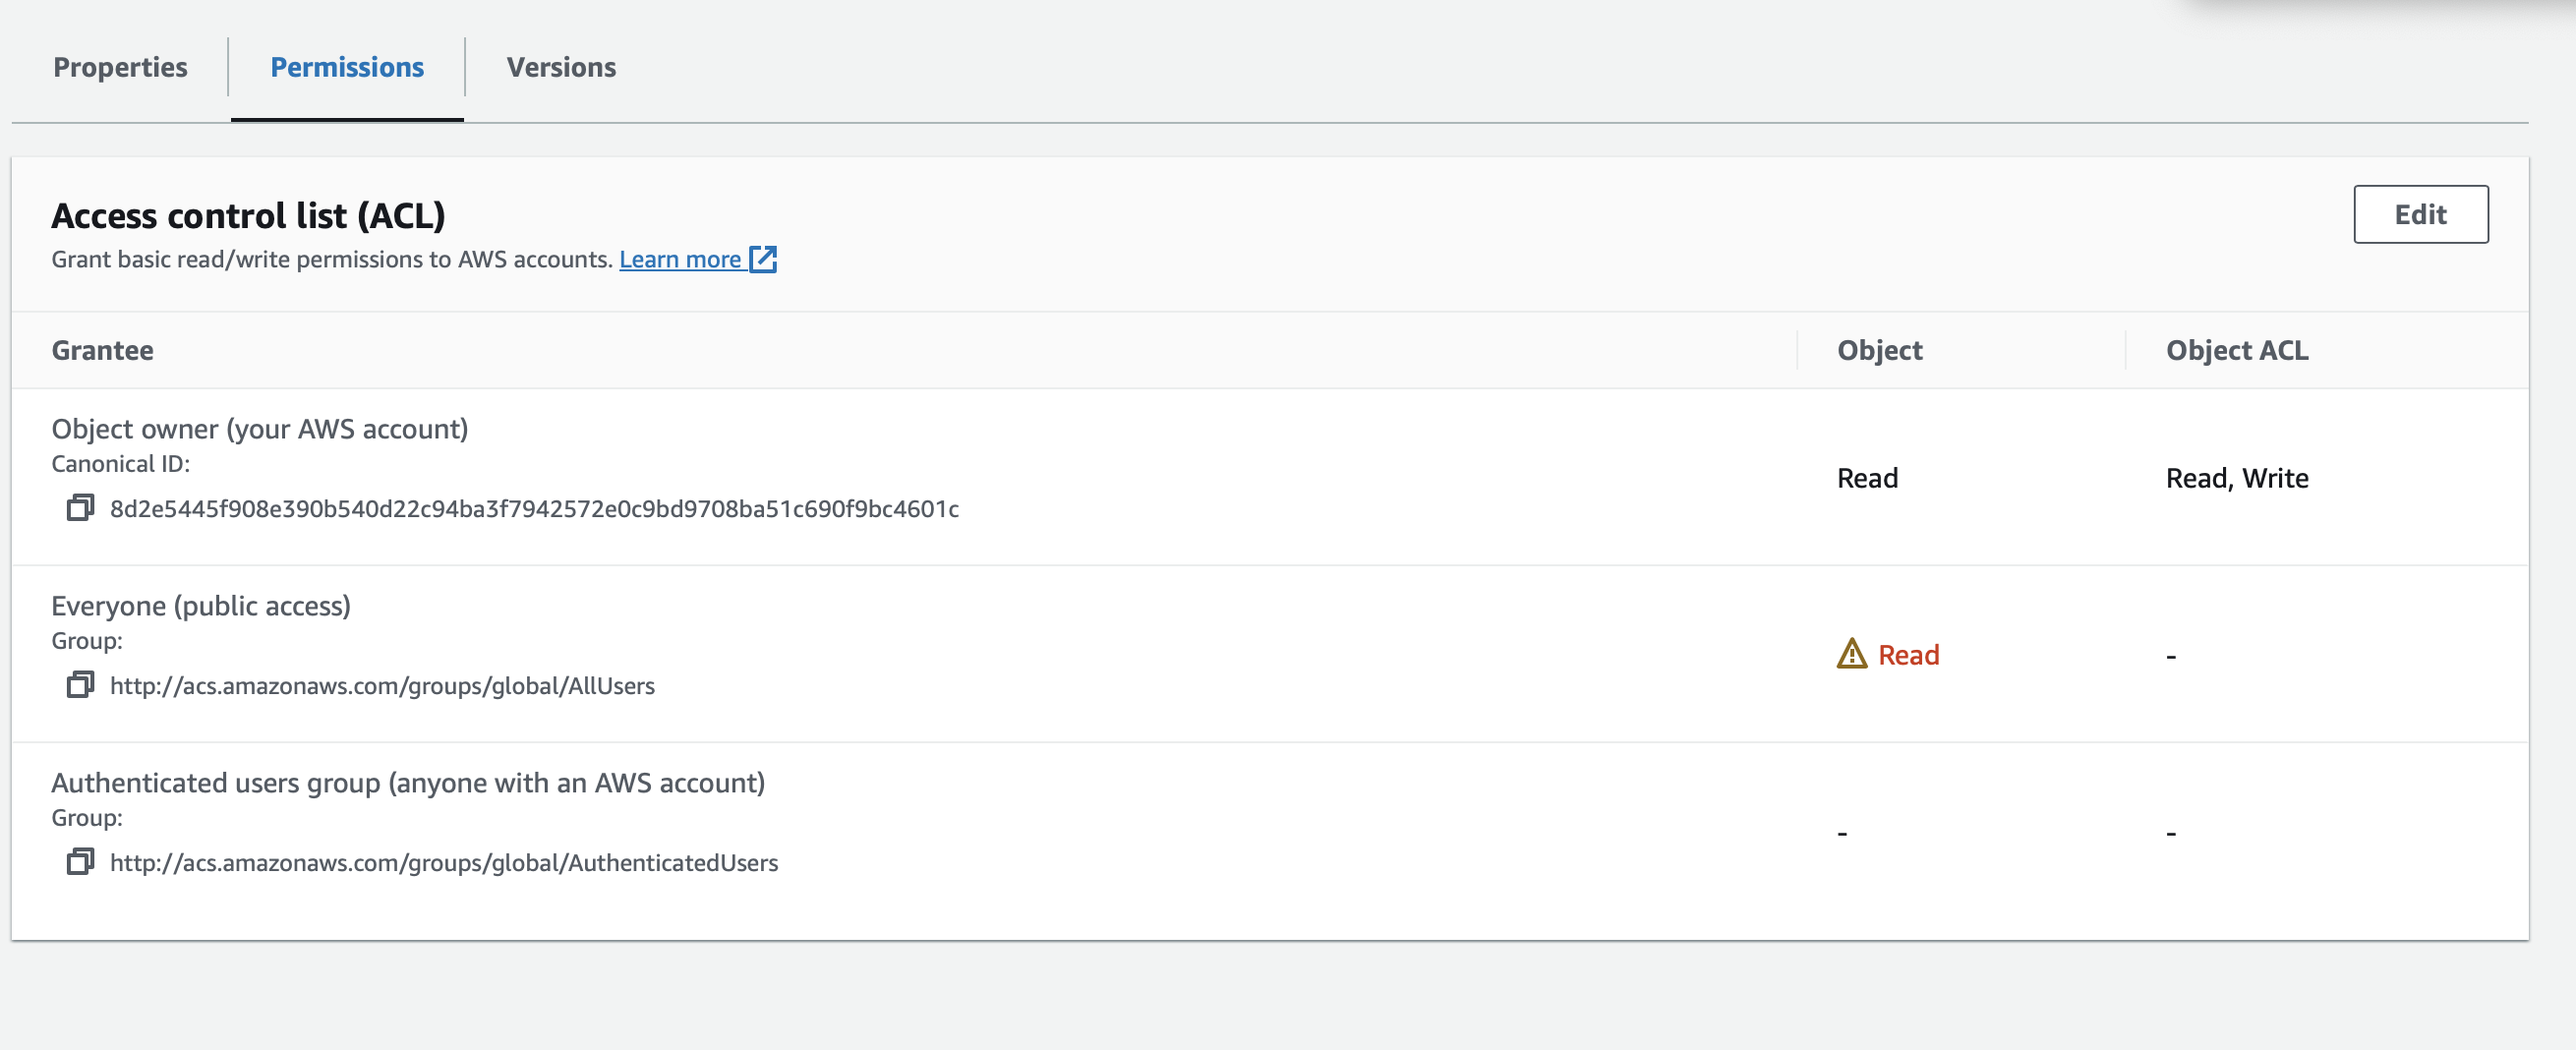 Properties
Permissions
Versions
Access control list (ACL)
Edit
Grant basic read/write permissions to AWS accounts. Learn more
Grantee
Object
Object ACL
Object owner (your AWS account)
Canonical ID:
8d2e5445f908e390b540d22c94ba3f7942572e0c9bd9708ba51c690f9bc4601c
Read
Read, Write
Everyone (public access)
Group:
http://acs.amazonaws.com/groups/global/AllUsers
Read
-
Authenticated users group (anyone with an AWS account)
Group:
http://acs.amazonaws.com/groups/global/AuthenticatedUsers
-
-